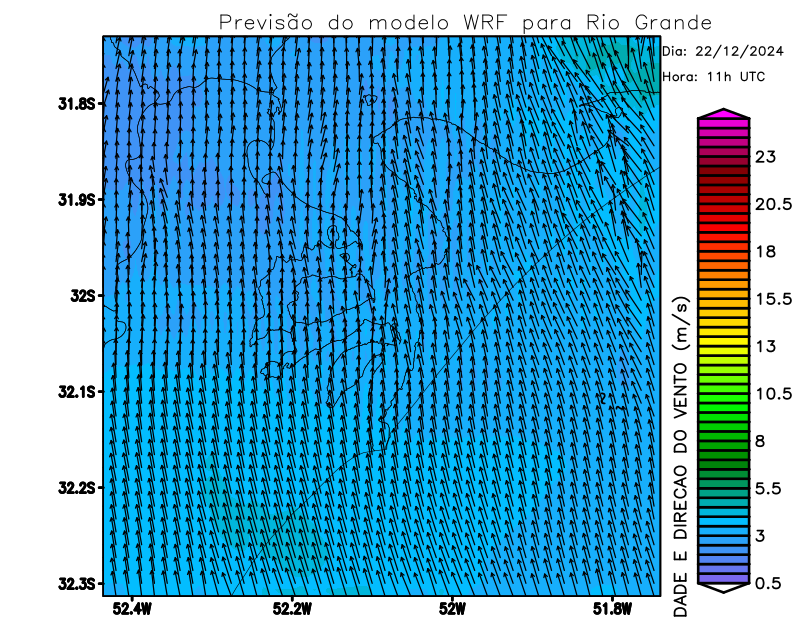 Previsão do modelo WRF para Rio Grande
Dia: 22/12/2024
Hora: 11h UTC
31.8S
31.9S
32S
32.1S
32.2S
32.3S
52.4W
52.2W
52W
51.8W
23
20.5
18
15.5
13
10.5
8
5.5
3
0.5
DADE E DIRECAO DO VENTO (m/s)